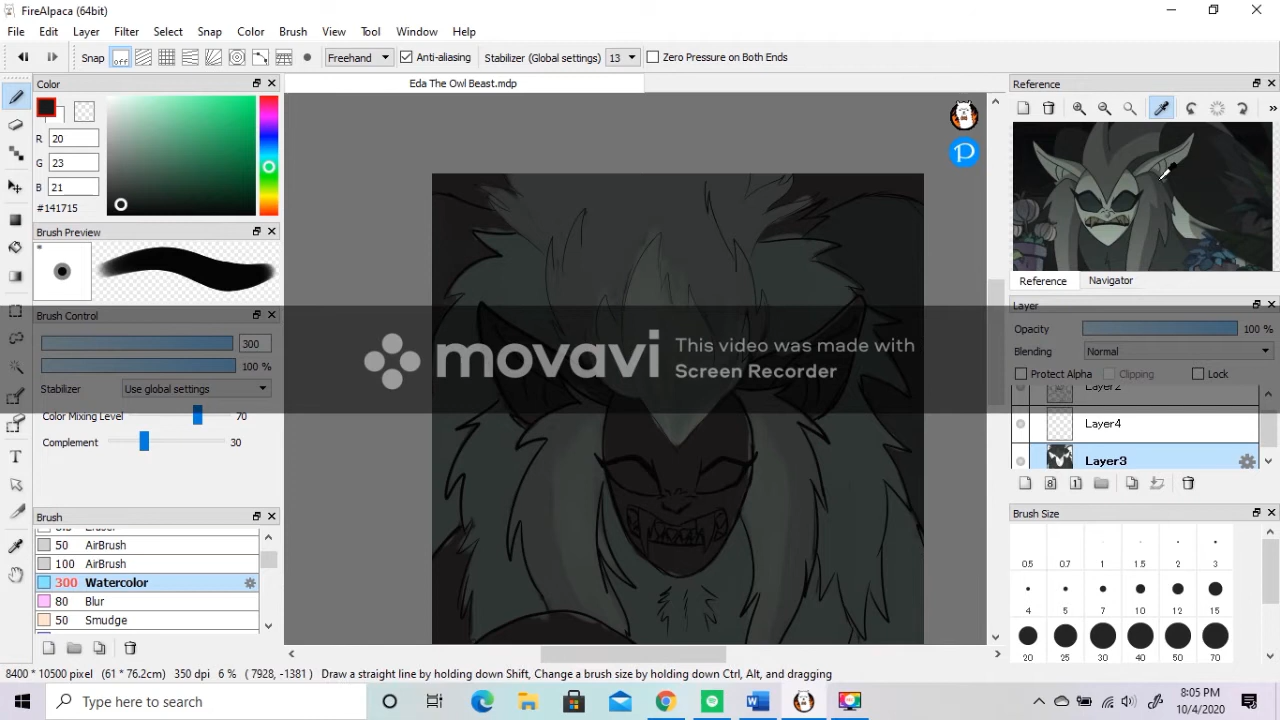 FireAlpaca (64bit)
File Edit Layer Filter Select Snap Color Brush View Tool Window Help
Snap off Freehand Anti-aliasing Stabilizer (Global settings) 13 Zero Pressure on Both Ends
Color
Eda The Owl Beast.mdp
Reference
R 20
G 23
B 21
#141715
Brush Preview
Reference Navigator
Brush Control
Layer
300
100 %
Opacity 100 %
Blending Normal
Protect Alpha Clipping Lock
movavi
This video was made with
Screen Recorder
Stabilizer Use global settings
Color Mixing Level 70
Complement 30
Layer2
Layer4
Layer3
Brush
Brush Size
50 AirBrush
100 AirBrush
300 Watercolor
80 Blur
50 Smudge
0.5 0.7 1 1.5 2 3
4 5 7 10 12 15
20 25 30 40 50 70
8400 * 10500 pixel (61 * 76.2cm) 350 dpi 6 % ( 7928, -1381) Draw a straight line by holding down Shift, Change a brush size by holding down Ctrl, Alt, and dragging
Type here to search
8:05 PM
10/4/2020